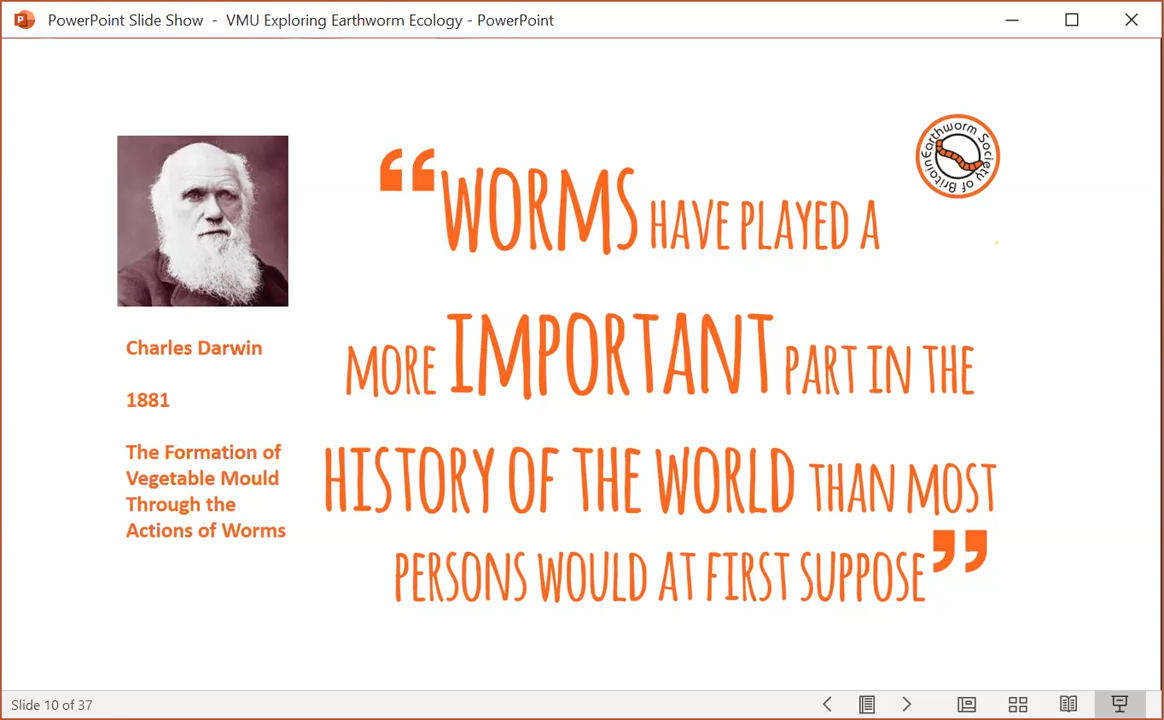 PowerPoint Slide Show - VMU Exploring Earthworm Ecology - PowerPoint
Earthworm Society of Britain
“WORMS HAVE PLAYED A
MORE IMPORTANT PART IN THE
HISTORY OF THE WORLD THAN MOST
PERSONS WOULD AT FIRST SUPPOSE”
Charles Darwin
1881
The Formation of
Vegetable Mould
Through the
Actions of Worms
Slide 10 of 37